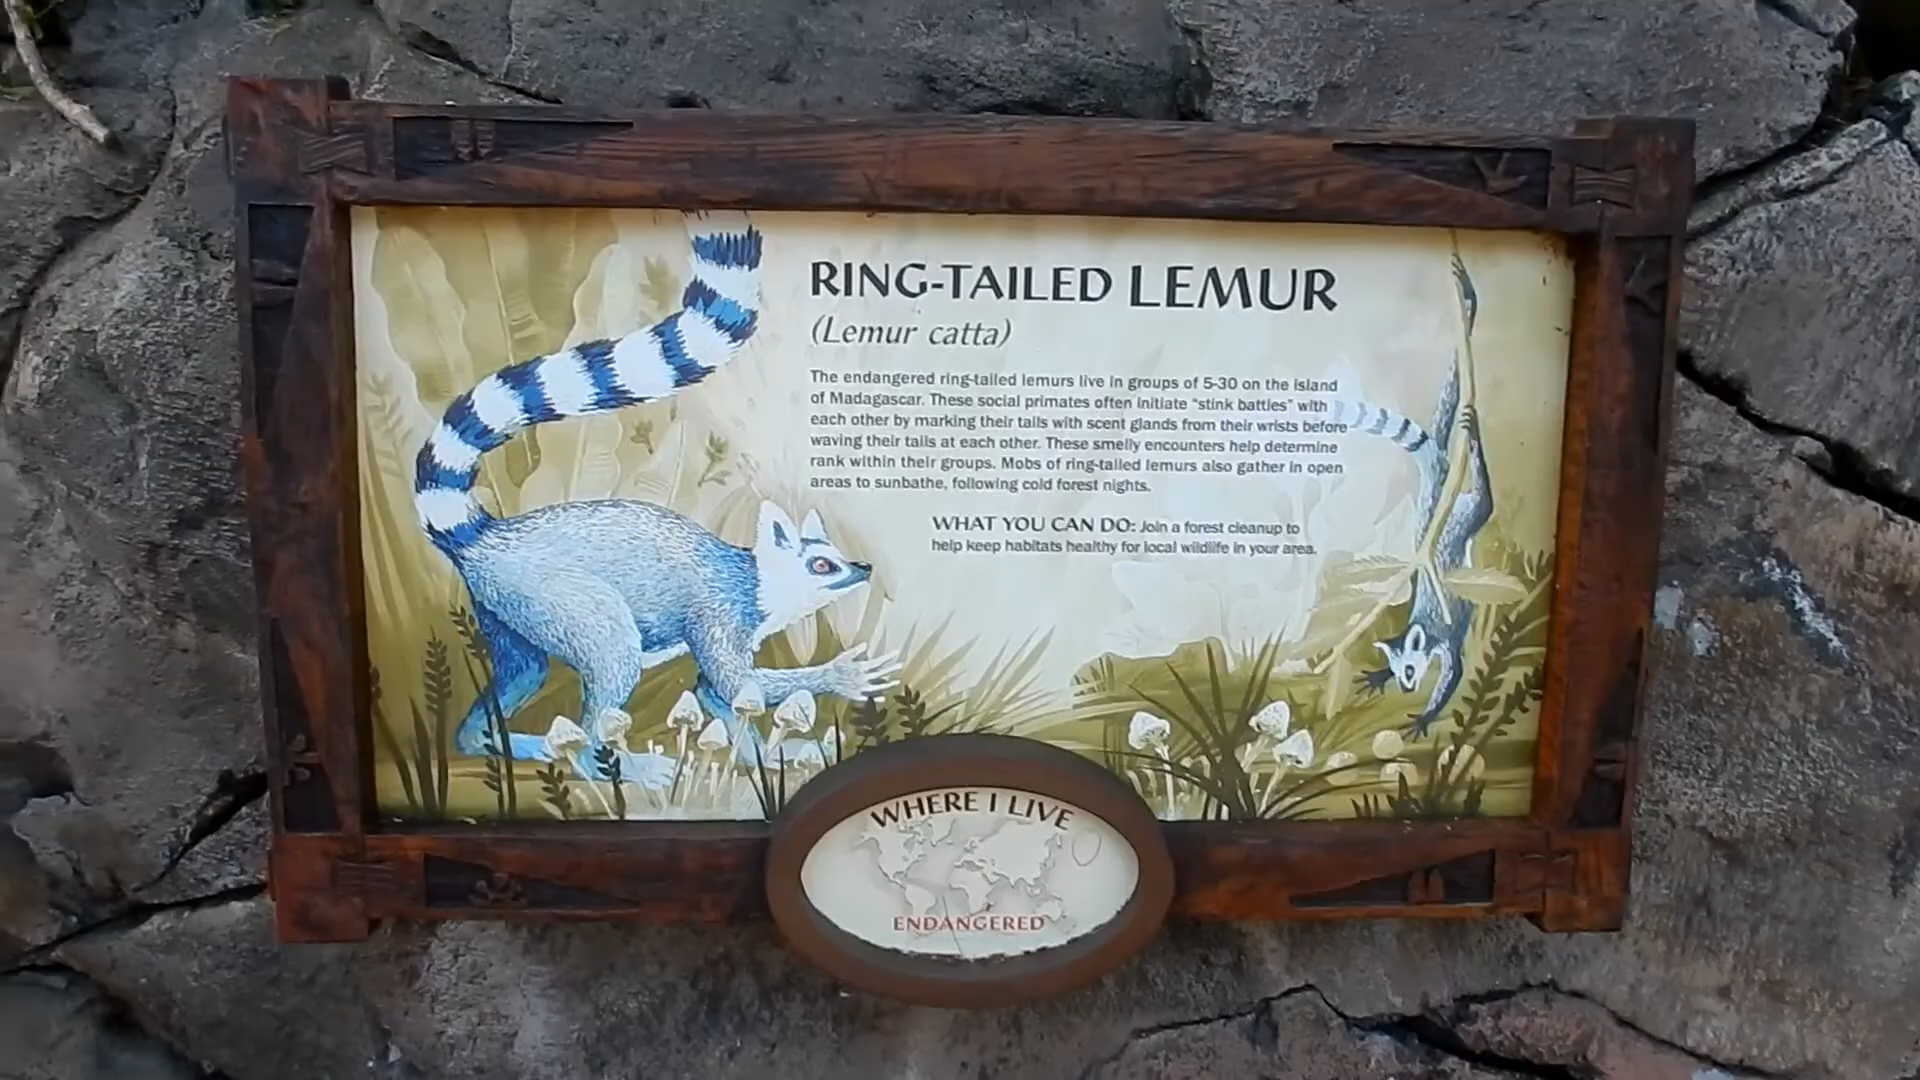 RING-TAILED LEMUR
(Lemur catta)
The endangered ring-tailed lemurs live in groups of 5-30 on the island
of Madagascar. These social primates often initiate “stink battles” with
each other by marking their tails with scent glands from their wrists before
waving their tails at each other. These smelly encounters help determine
rank within their groups. Mobs of ring-tailed lemurs also gather in open
areas to sunbathe, following cold forest nights.
WHAT YOU CAN DO: Join a forest cleanup to
help keep habitats healthy for local wildlife in your area.
WHERE I LIVE
ENDANGERED